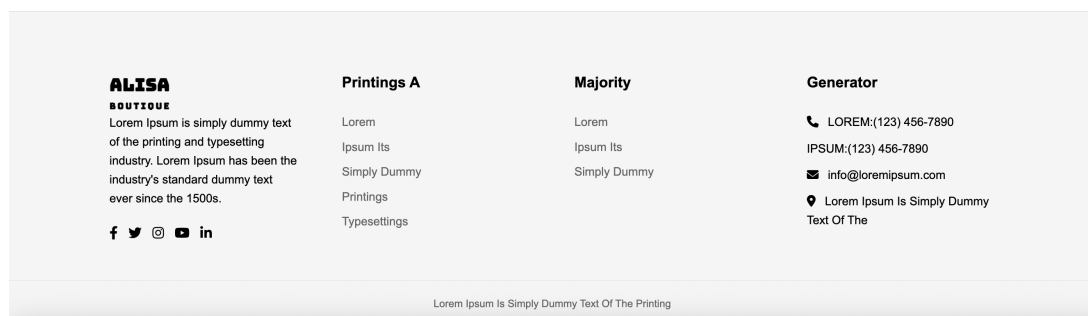 ALISA
BOUTIQUE
Lorem Ipsum is simply dummy text
of the printing and typesetting
industry. Lorem Ipsum has been the
industry's standard dummy text
ever since the 1500s.
Printings A
Lorem
Ipsum Its
Simply Dummy
Printings
Typesettings
Majority
Lorem
Ipsum Its
Simply Dummy
Generator
LOREM:(123) 456-7890
IPSUM:(123) 456-7890
info@loremipsum.com
Lorem Ipsum Is Simply Dummy
Text Of The
Lorem Ipsum Is Simply Dummy Text Of The Printing